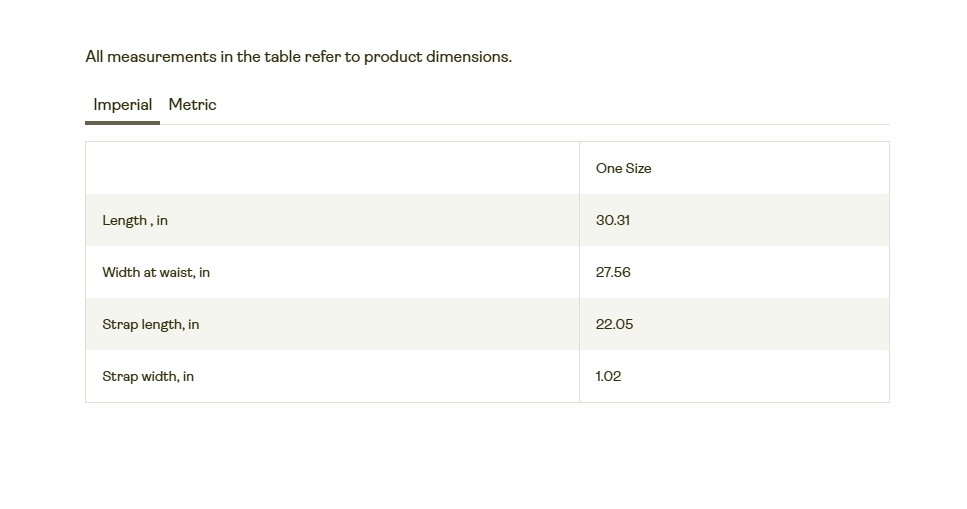 All measurements in the table refer to product dimensions.
Imperial Metric
One Size
Length , in 30.31
Width at waist, in 27.56
Strap length, in 22.05
Strap width, in 1.02